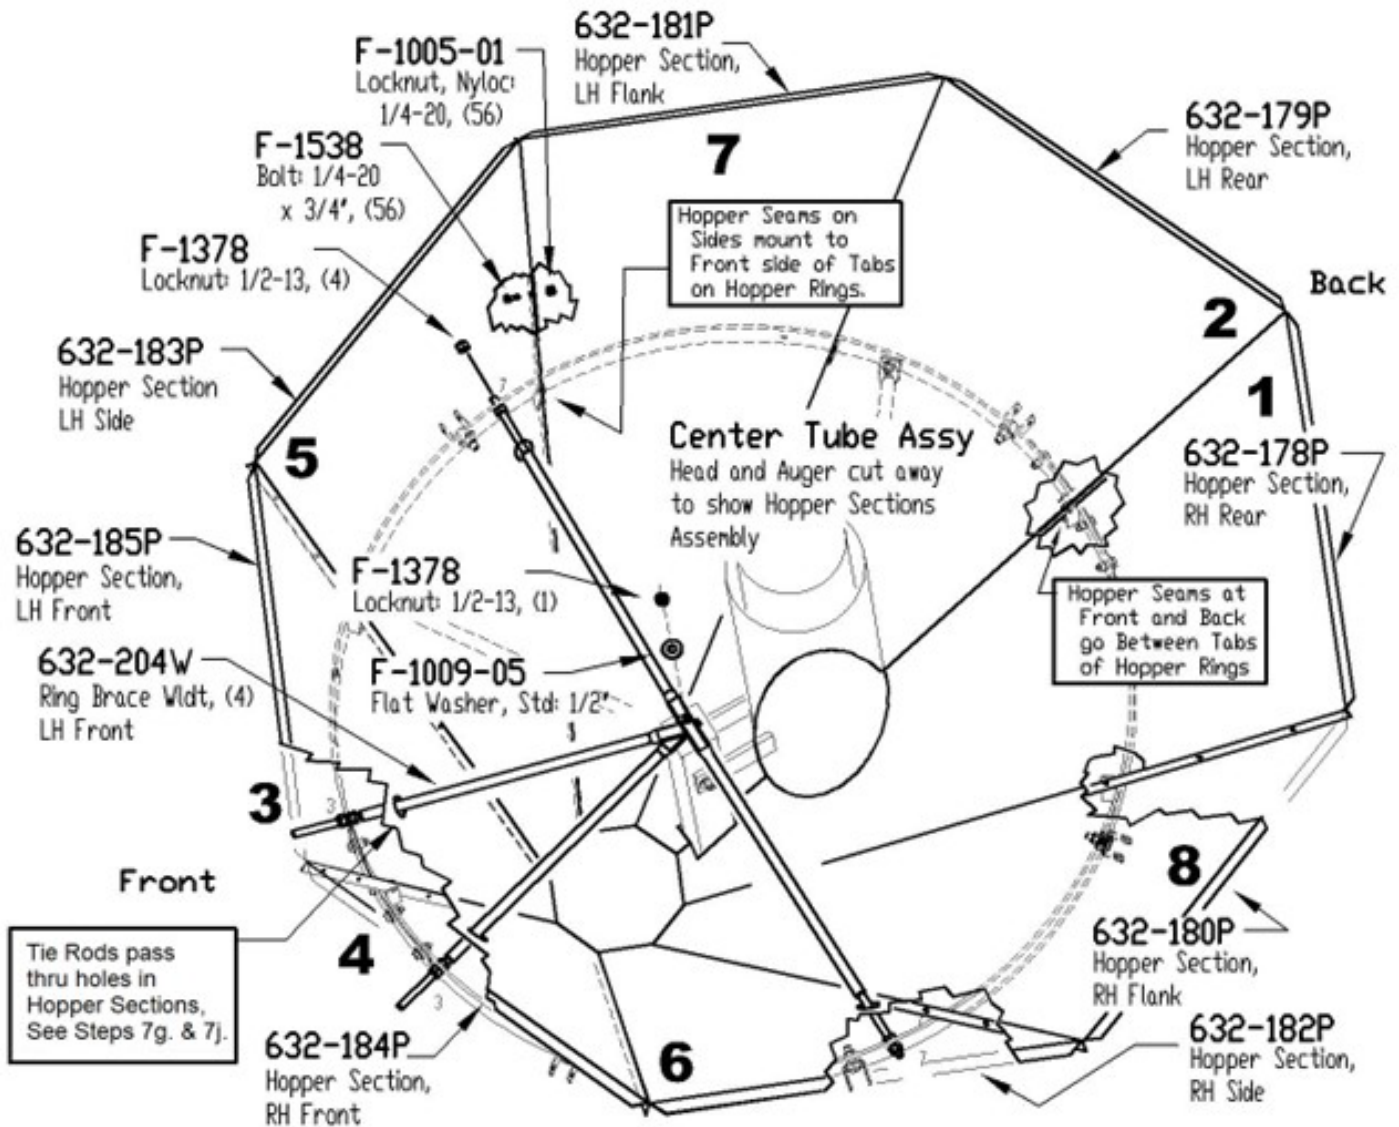 632-181P
Hopper Section,
LH Flank
F-1005-01
Locknut, Nyloc:
1/4-20, (56)
F-1538
Bolt: 1/4-20
x 3/4", (56)
F-1378
Locknut: 1/2-13, (4)
632-183P
Hopper Section
LH Side
7
Hopper Seams on
Sides mount to
Front side of Tabs
on Hopper Rings.
632-179P
Hopper Section,
LH Rear
Back
2
1
632-178P
Hopper Section,
RH Rear
7
Center Tube Assy
Head and Auger cut away
to show Hopper Sections
Assembly
5
632-185P
Hopper Section,
LH Front
F-1378
Locknut: 1/2-13, (1)
Hopper Seams at
Front and Back
go Between Tabs
of Hopper Rings
632-204W
Ring Brace Wldt, (4)
LH Front
F-1009-05
Flat Washer, Std: 1/2"
3
3
Front
8
Tie Rods pass
thru holes in
Hopper Sections,
See Steps 7g. & 7j.
4
3
632-180P
Hopper Section,
RH Flank
632-184P
Hopper Section,
RH Front
6
7
632-182P
Hopper Section,
RH Side